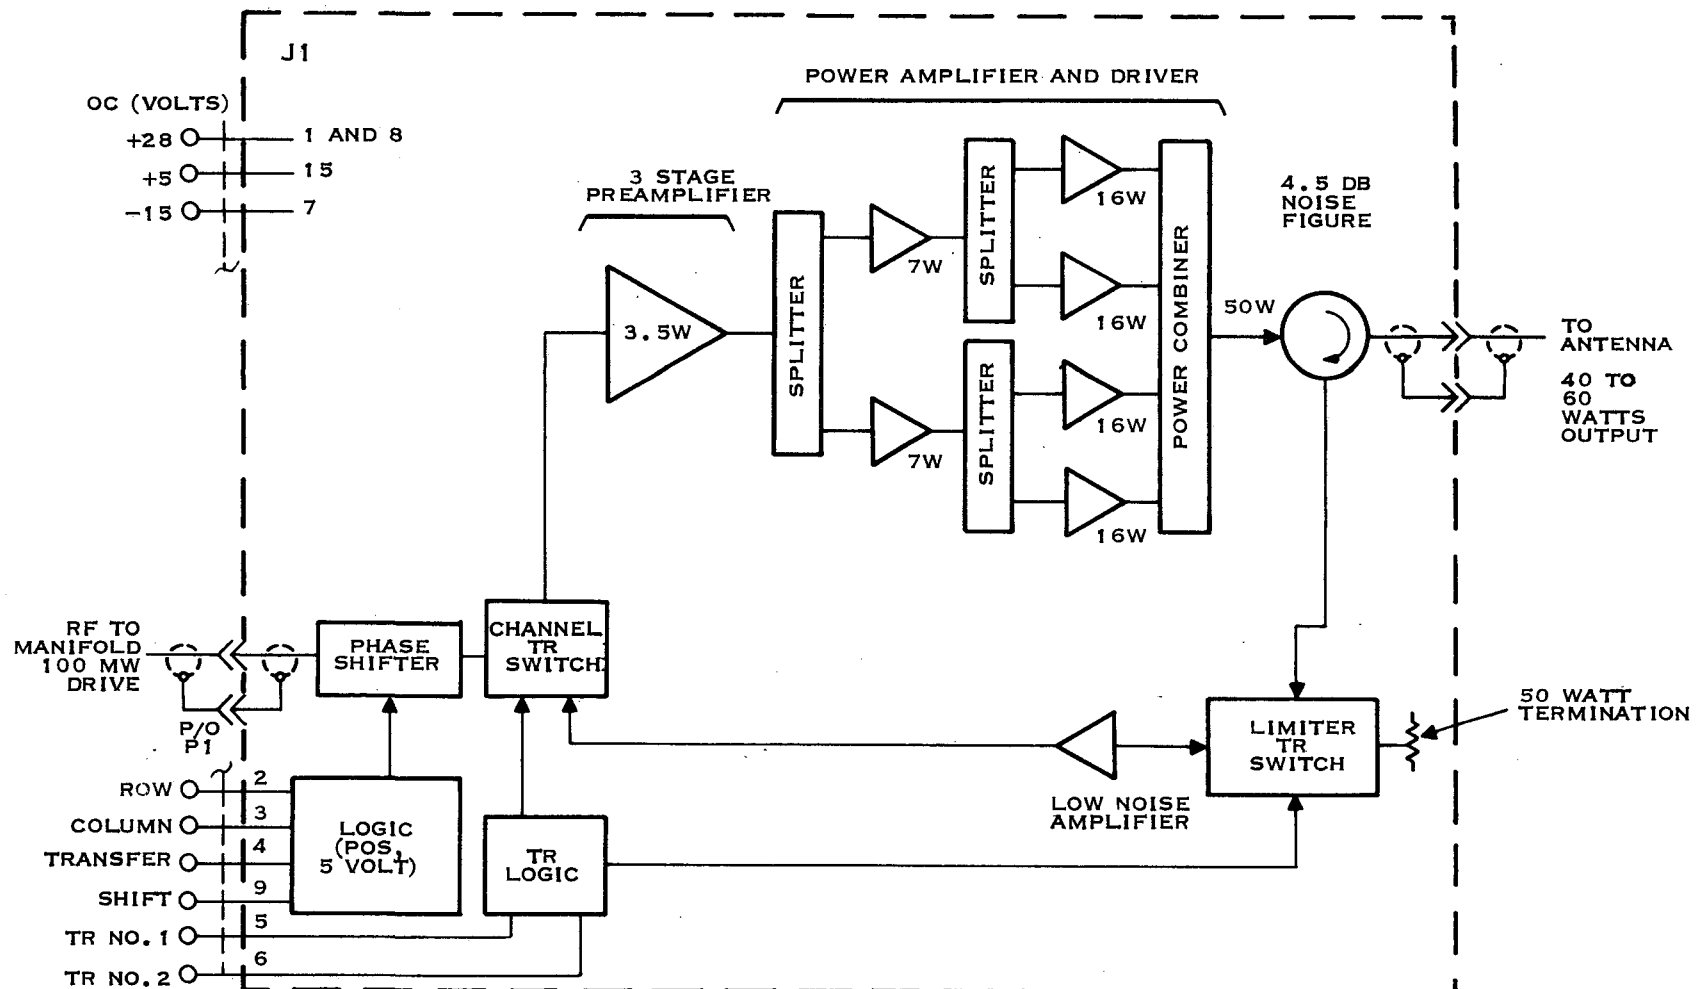 J1
OC (VOLTS)
+28
1 AND 8
+5
15
-15
7
3 STAGE
PREAMPLIFIER
3.5W
POWER AMPLIFIER AND DRIVER
SPLITTER
7W
7W
SPLITTER
SPLITTER
16W
16W
16W
16W
POWER COMBINER
50W
4.5 DB
NOISE
FIGURE
TO
ANTENNA
40 TO
60
WATTS
OUTPUT
RF TO
MANIFOLD
100 MW
DRIVE
P/O
P1
PHASE
SHIFTER
CHANNEL
TR
SWITCH
LIMITER
TR
SWITCH
50 WATT
TERMINATION
LOW NOISE
AMPLIFIER
ROW
2
COLUMN
3
TRANSFER
4
SHIFT
9
TR NO. 1
5
TR NO. 2
6
LOGIC
(POS,
5 VOLT)
TR
LOGIC